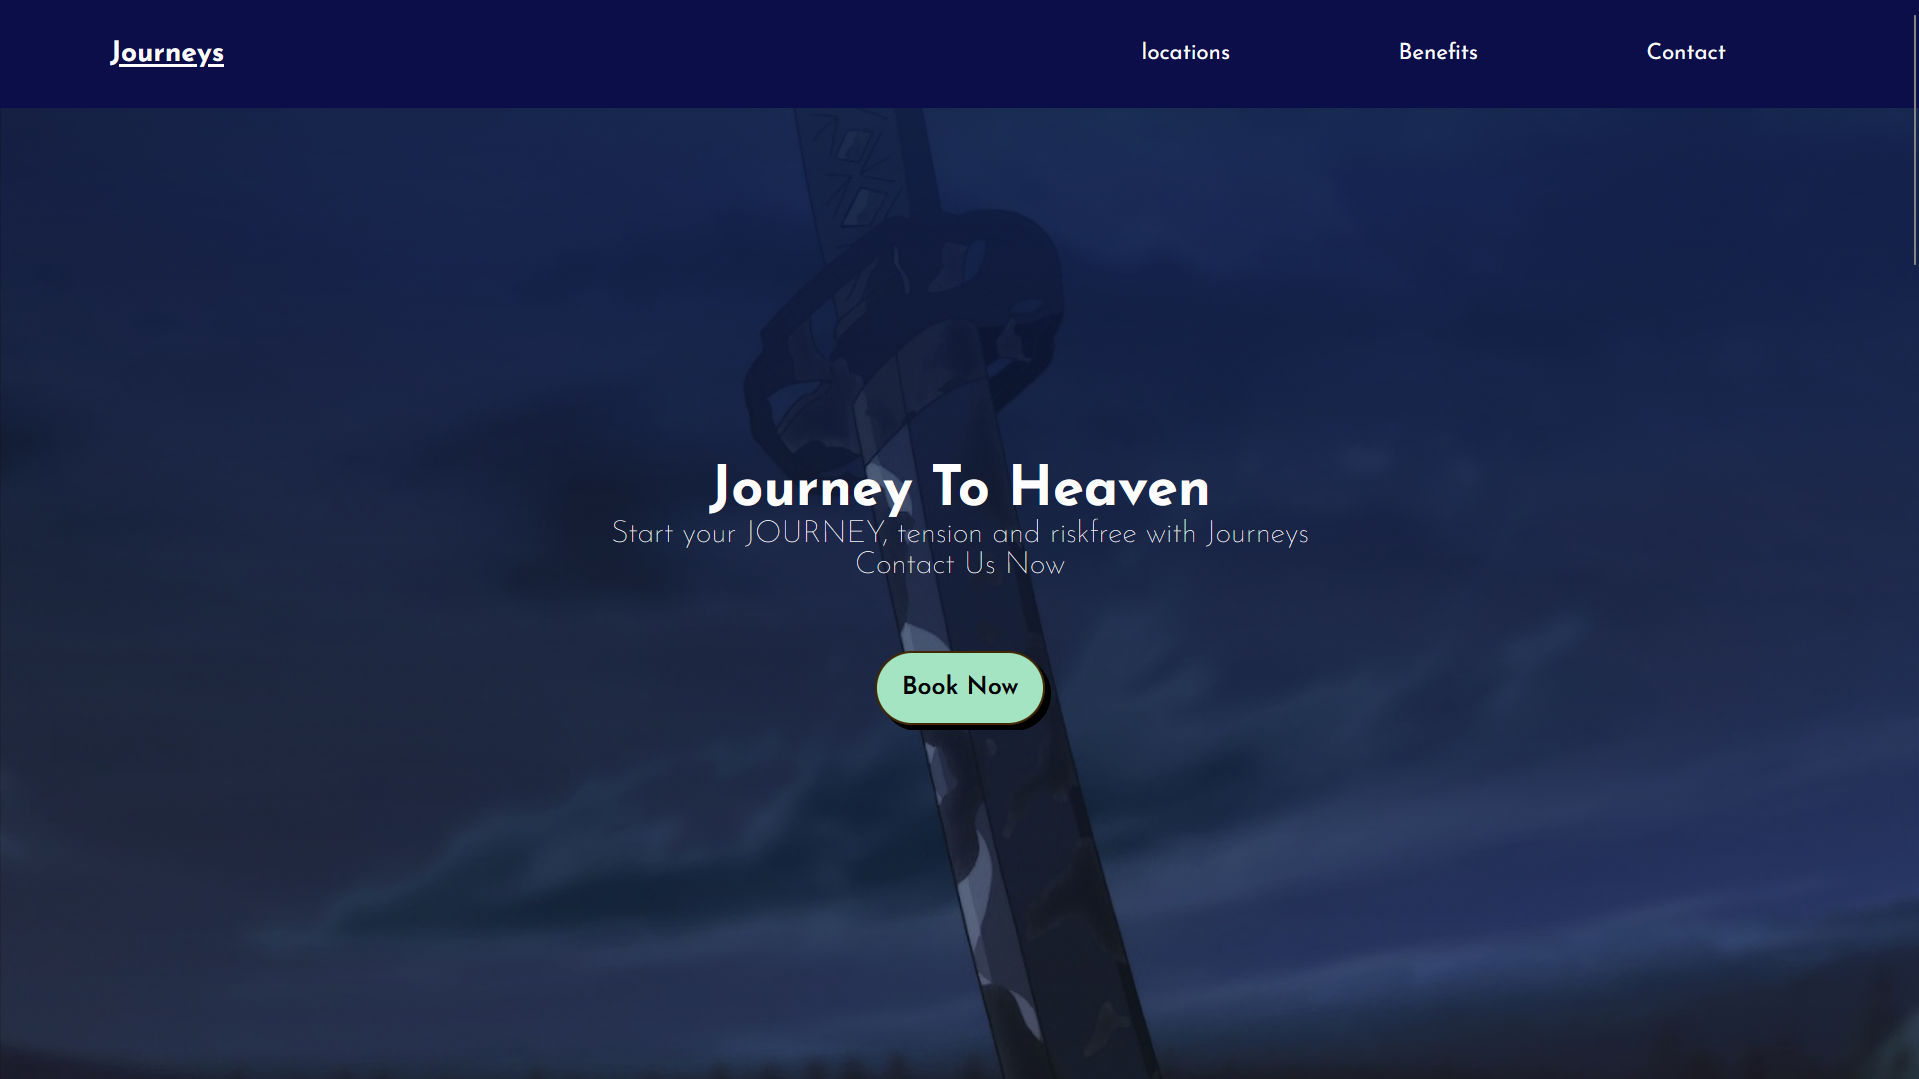 Journeys
locations
Benefits
Contact
Journey To Heaven
Start your JOURNEY, tension and riskfree with Journeys
Contact Us Now
Book Now